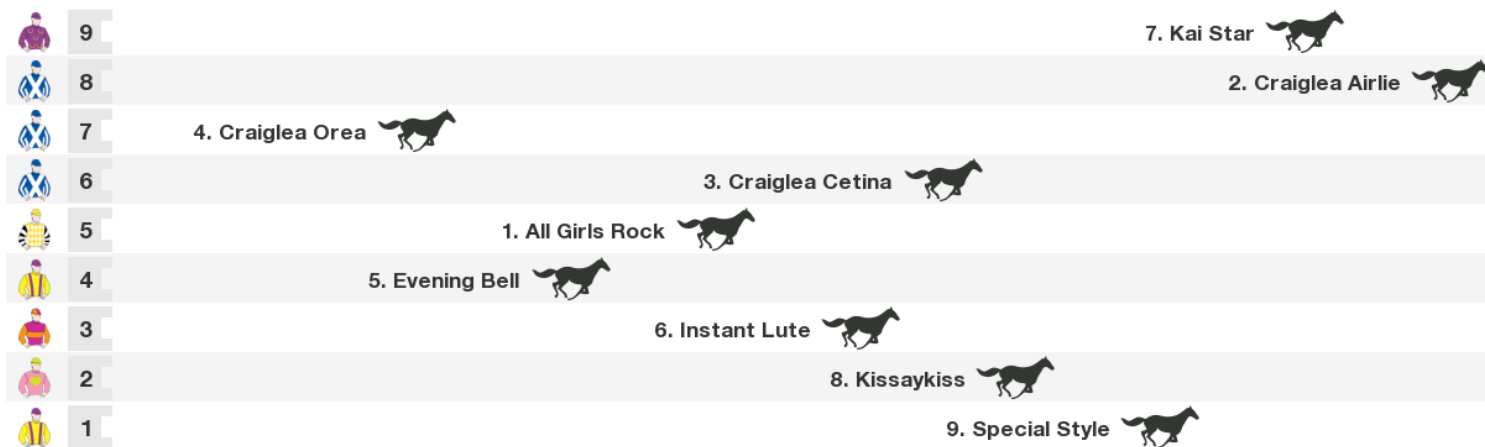 9 7. Kai Star
8 2. Craiglea Airlie
7 4. Craiglea Orea
6 3. Craiglea Cetina
5 1. All Girls Rock
4 5. Evening Bell
3 6. Instant Lute
2 8. Kissaykiss
1 9. Special Style